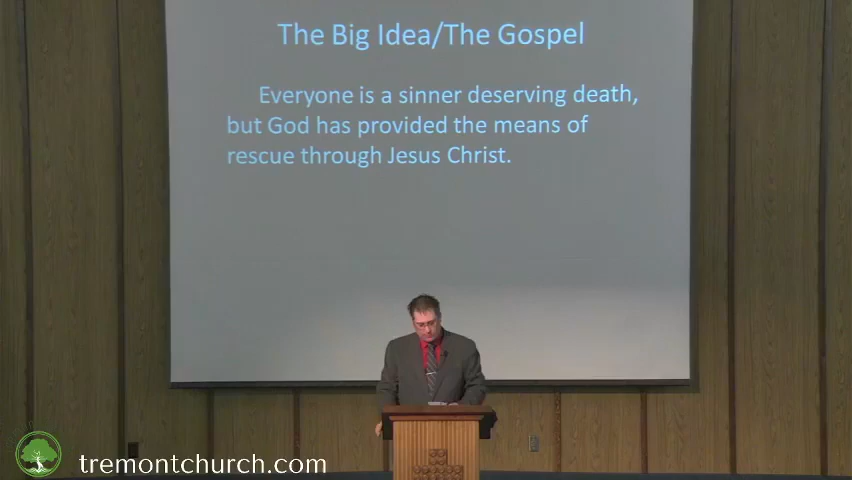 The Big Idea/The Gospel
Everyone is a sinner deserving death,
but God has provided the means of
rescue through Jesus Christ.
tremontchurch.com